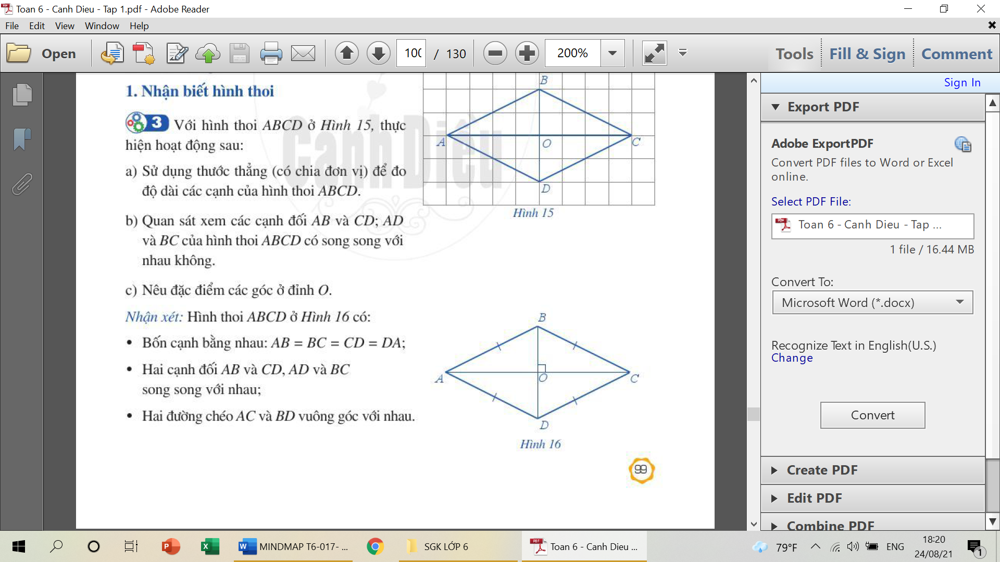 Toan 6 - Canh Dieu - Tap 1.pdf - Adobe Reader
File Edit View Window Help
Open
100 / 130
200%
Tools
Fill & Sign
Comment
Sign In
1. Nhận biết hình thoi
3 Với hình thoi ABCD ở Hình 15, thực
hiện hoạt động sau:
a) Sử dụng thước thẳng (có chia đơn vị) để đo
độ dài các cạnh của hình thoi ABCD.
b) Quan sát xem các cạnh đối AB và CD; AD
và BC của hình thoi ABCD có song song với
nhau không.
c) Nêu đặc điểm các góc ở đỉnh O.
Nhận xét: Hình thoi ABCD ở Hình 16 có:
• Bốn cạnh bằng nhau: AB = BC = CD = DA;
• Hai cạnh đối AB và CD, AD và BC
song song với nhau;
• Hai đường chéo AC và BD vuông góc với nhau.
Cánh Diều
B
A
O
C
D
Hình 15
B
A
O
C
D
Hình 16
99
Export PDF
Adobe ExportPDF
Convert PDF files to Word or Excel
online.
Select PDF File:
Toan 6 - Canh Dieu - Tap ...
1 file / 16.44 MB
Convert To:
Microsoft Word (*.docx)
Recognize Text in English(U.S.)
Change
Convert
Create PDF
Edit PDF
Combine PDF
MINDMAP T6-017- ...
SGK LỚP 6
Toan 6 - Canh Dieu ...
79°F
ENG
18:20
24/08/21
1